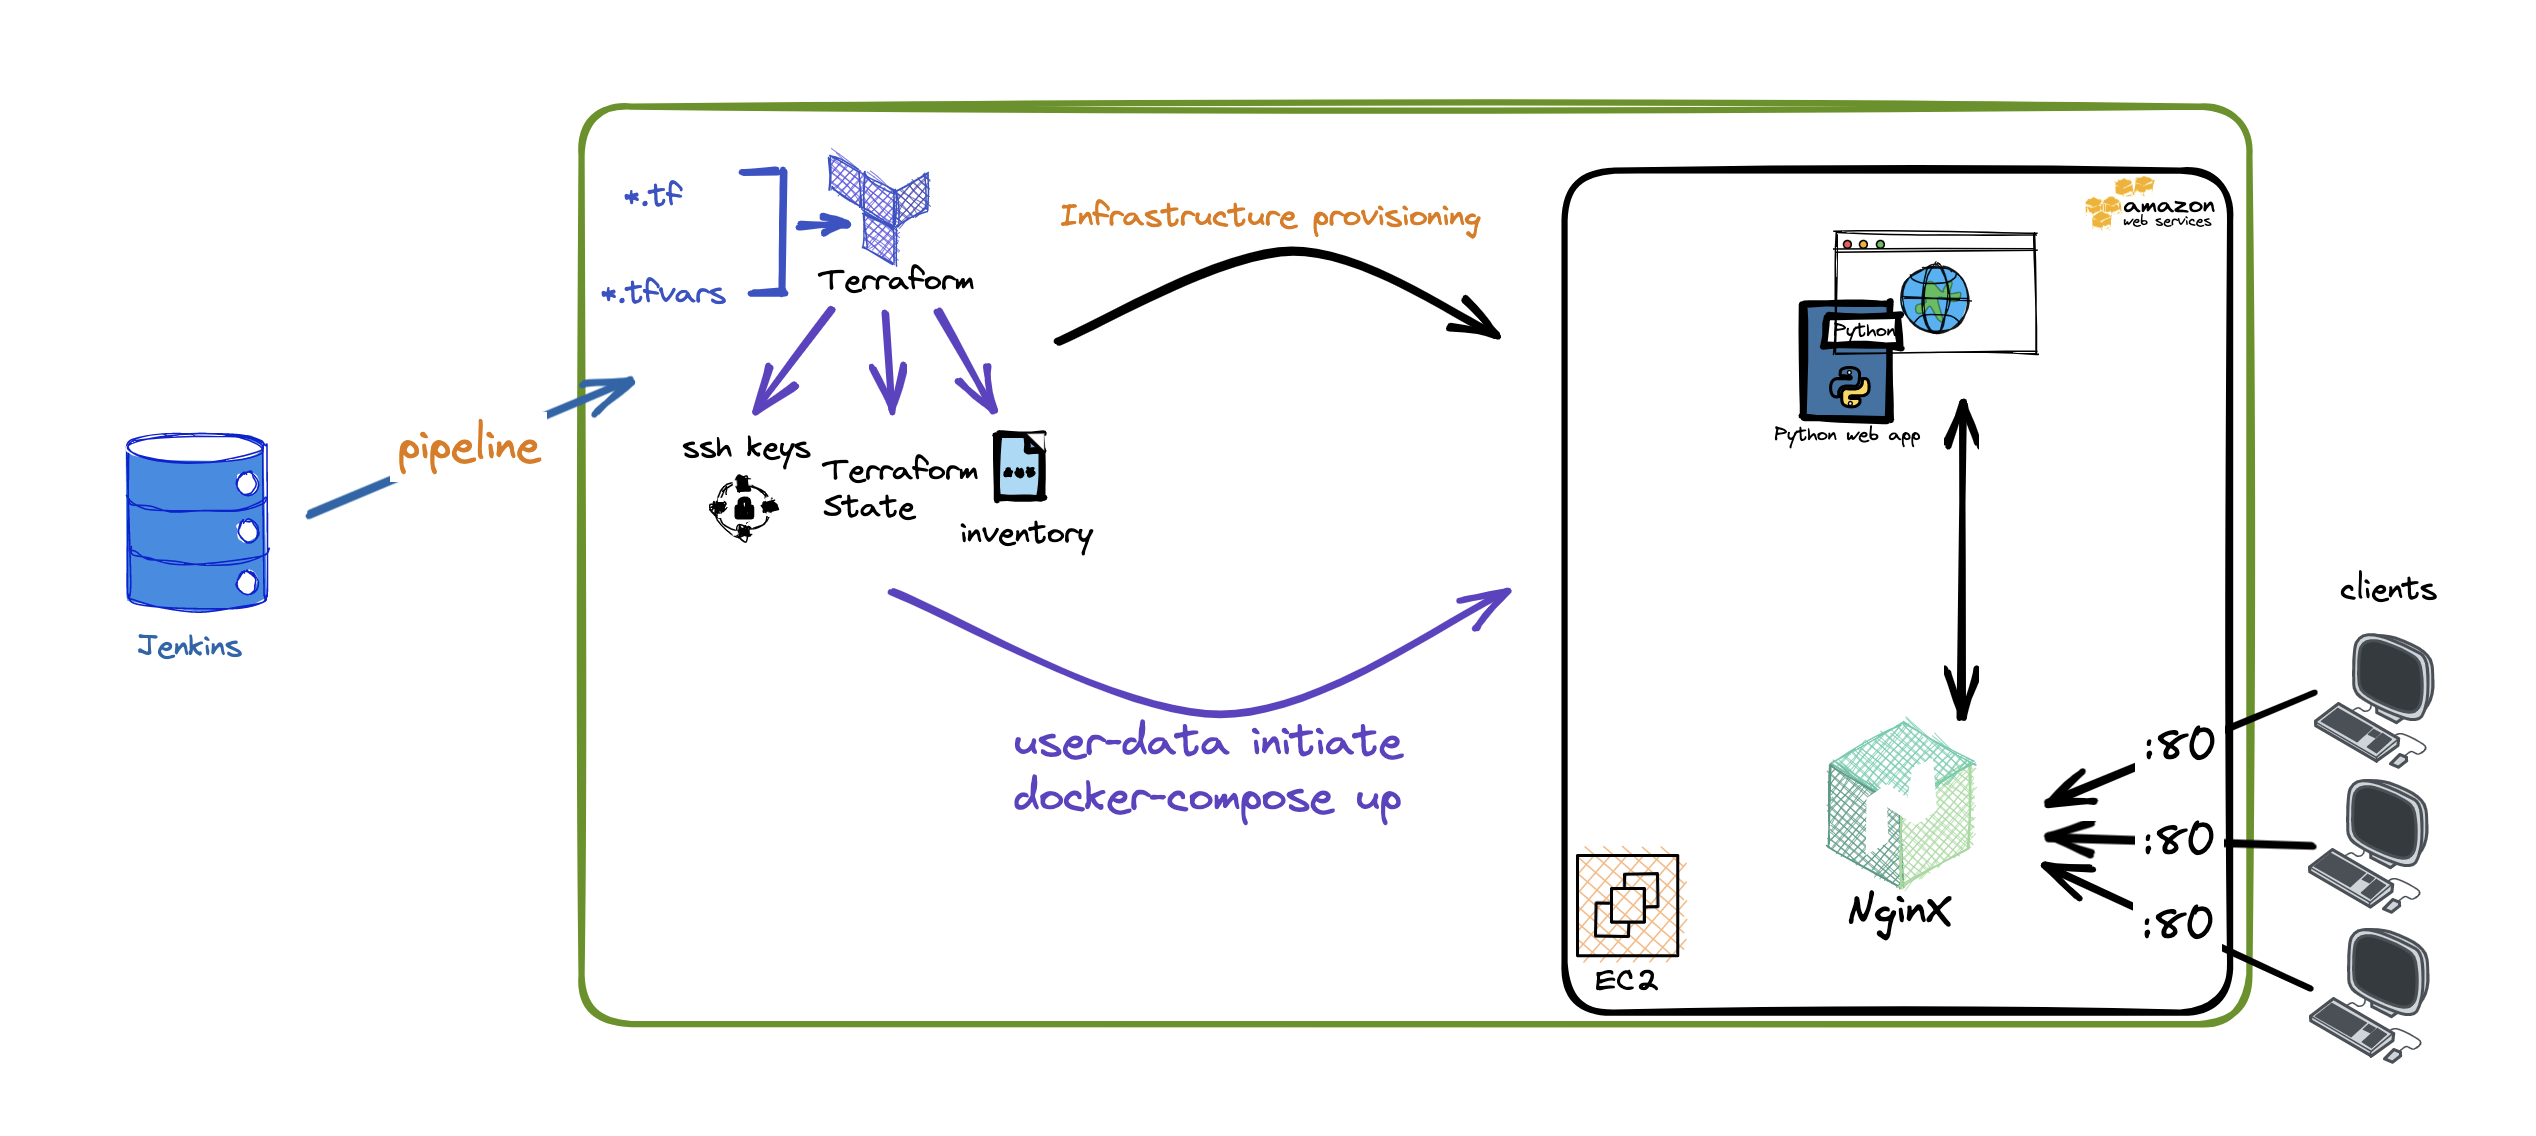 *.tf
*.tfvars
Terraform
Infrastructure provisioning
amazon
web services
Python
Python web app
pipeline
ssh keys
Terraform
State
inventory
Jenkins
clients
user-data initiate
docker-compose up
:80
:80
:80
NginX
EC2